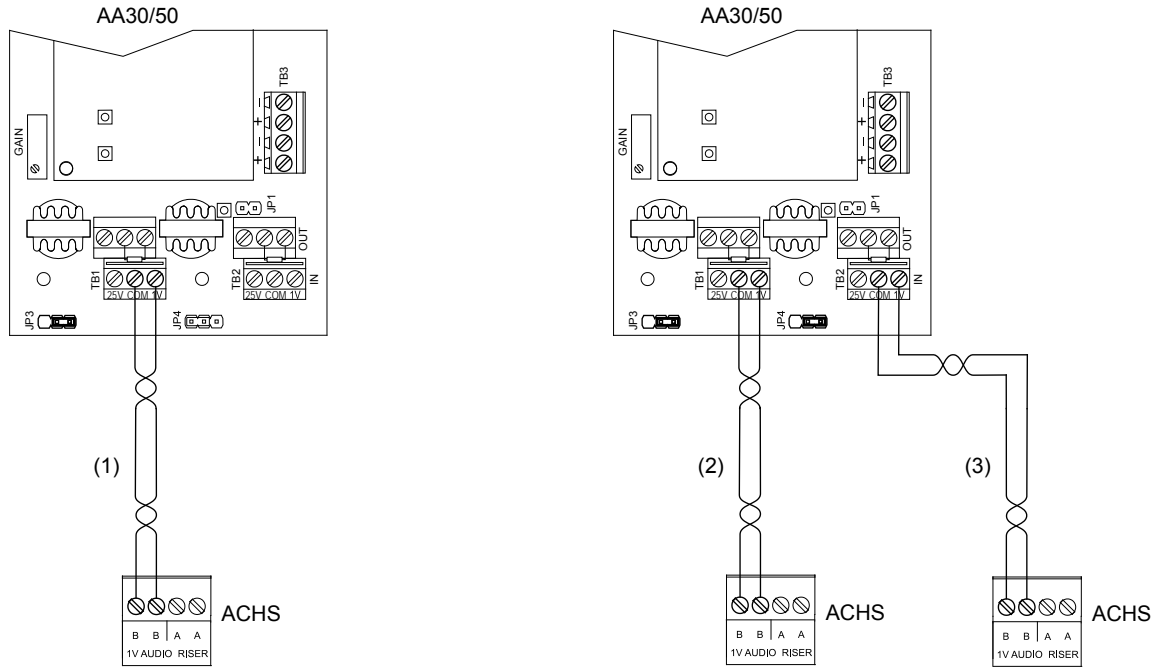 AA30/50
TB3
GAIN
JP1
OUT
TB1
TB2
IN
25V COM 1V
25V COM 1V
JP3
JP4
(1)
ACHS
B B A A
1V AUDIO RISER
AA30/50
TB3
GAIN
JP1
OUT
TB1
TB2
IN
25V COM 1V
25V COM 1V
JP3
JP4
(2)
(3)
ACHS
B B A A
1V AUDIO RISER
ACHS
B B A A
1V AUDIO RISER